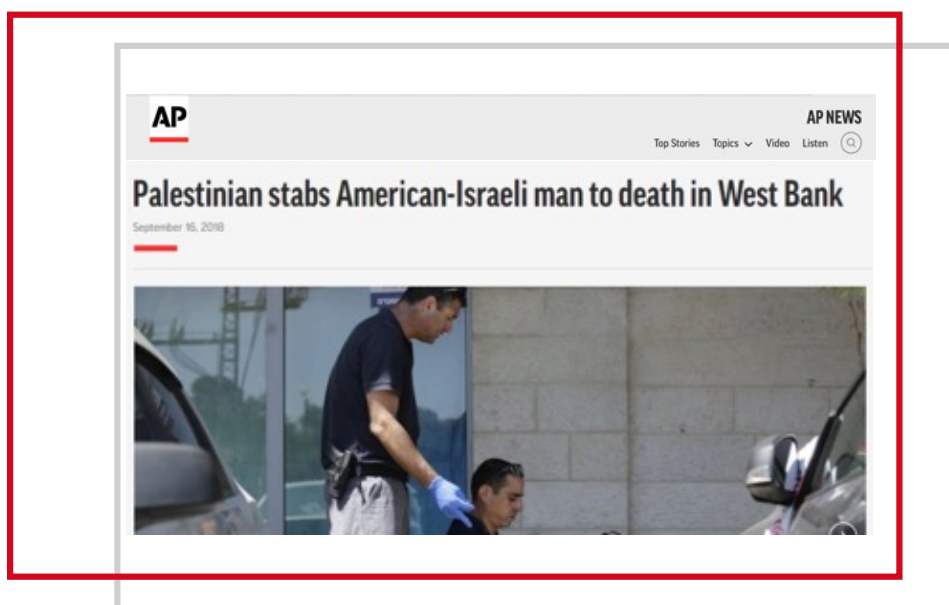 AP
AP NEWS
Top Stories Topics Video Listen
Palestinian stabs American-Israeli man to death in West Bank
September 16, 2018